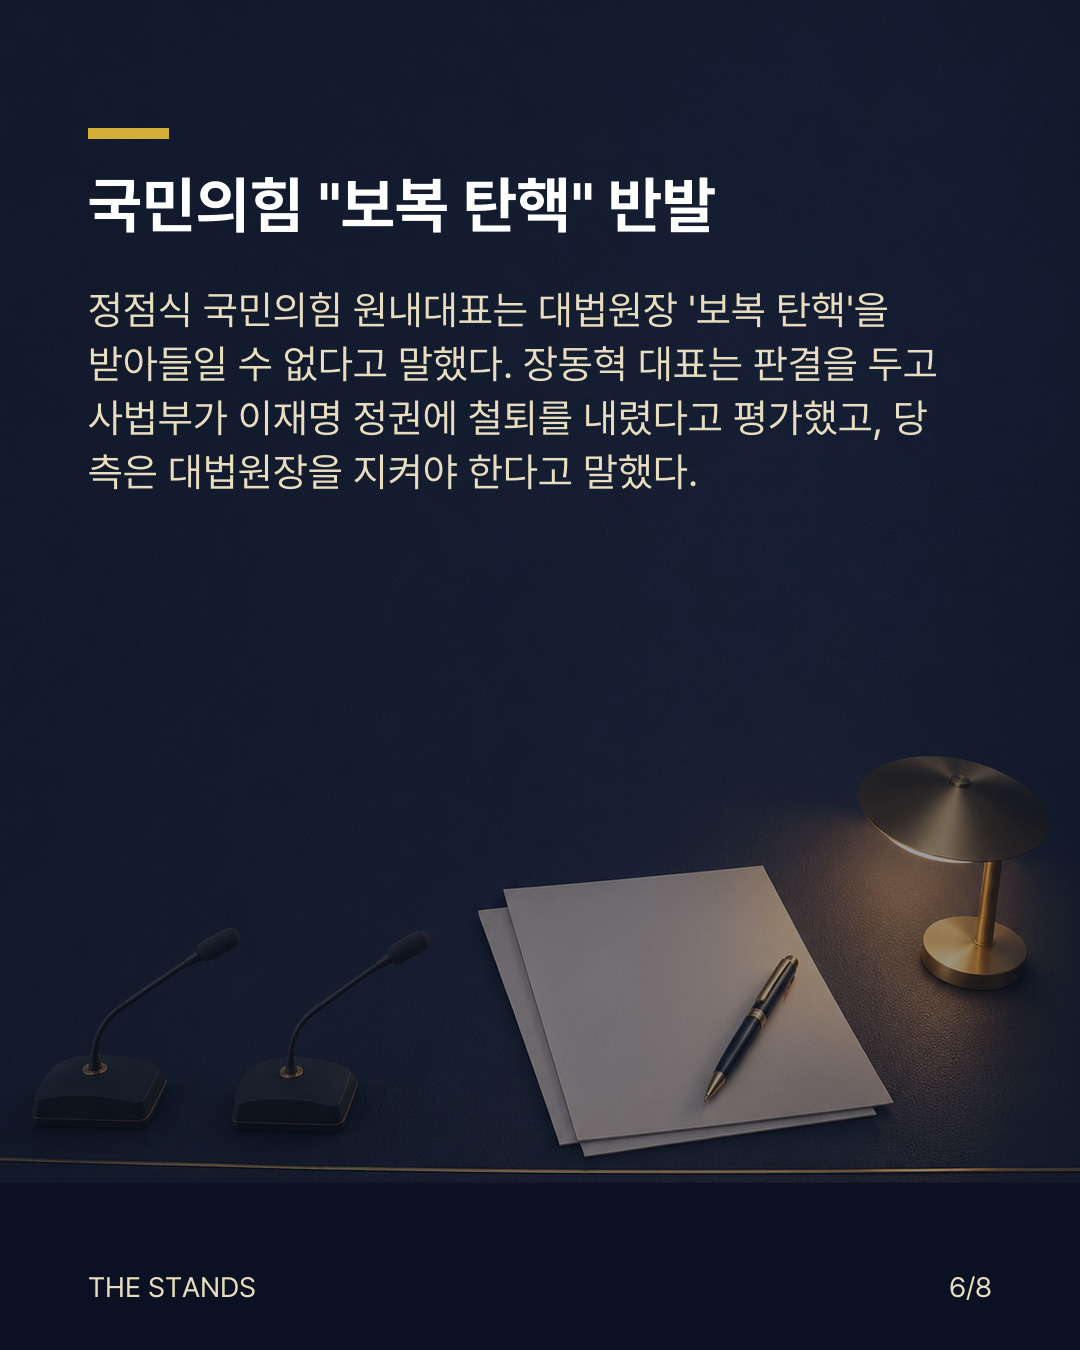 국민의힘 "보복 탄핵" 반발
정점식 국민의힘 원내대표는 대법원장 '보복 탄핵'을
받아들일 수 없다고 말했다. 장동혁 대표는 판결을 두고
사법부가 이재명 정권에 철퇴를 내렸다고 평가했고, 당
측은 대법원장을 지켜야 한다고 말했다.
THE STANDS
6/8